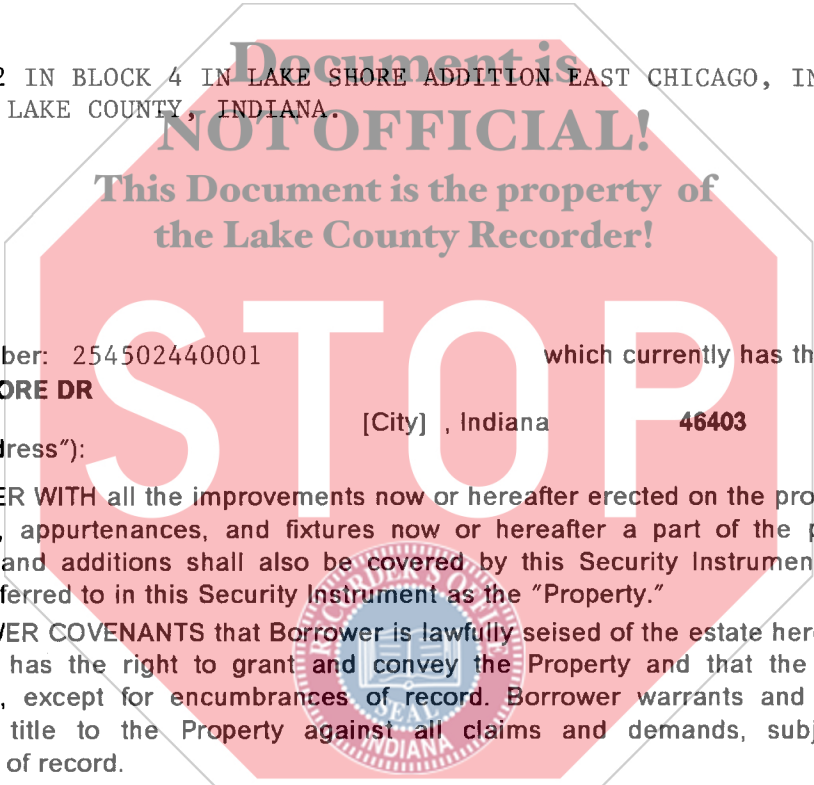 2 IN BLOCK 4 IN LAKE SHORE ADDITION EAST CHICAGO, IN
LAKE COUNTY, INDIANA.
Document is
NOT OFFICIAL!
This Document is the property of
the Lake County Recorder!
STOP
ber: 254502440001 which currently has th
ORE DR
[City] , Indiana 46403
dress"):
ER WITH all the improvements now or hereafter erected on the pro
, appurtenances, and fixtures now or hereafter a part of the p
and additions shall also be covered by this Security Instrumen
ferred to in this Security Instrument as the "Property."
VER COVENANTS that Borrower is lawfully seised of the estate her
has the right to grant and convey the Property and that the
, except for encumbrances of record. Borrower warrants and
title to the Property against all claims and demands, subj
of record.
RECORDER'S OFFICE
SEAL
INDIANA